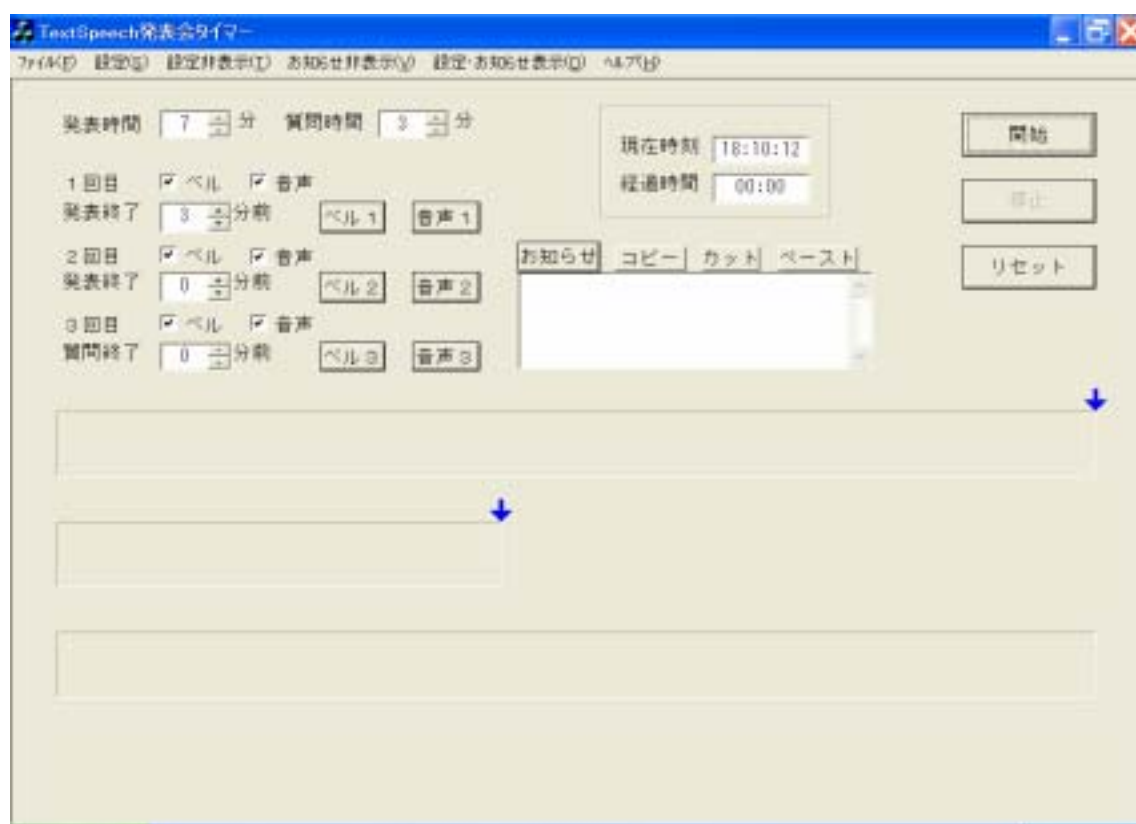 TextSpeech発表会タイマー
ファイル(F) 設定(S) 設定非表示(T) お知らせ非表示(V) 設定・お知らせ表示(O) ヘルプ(H)
発表時間 7 分 質問時間 3 分
現在時刻 18:10:12
開始
1回目 ベル 音声
経過時間 00:00
停止
発表終了 3 分前 ベル1 音声1
2回目 ベル 音声
お知らせ コピー カット ペースト
リセット
発表終了 0 分前 ベル2 音声2
3回目 ベル 音声
質問終了 0 分前 ベル3 音声3